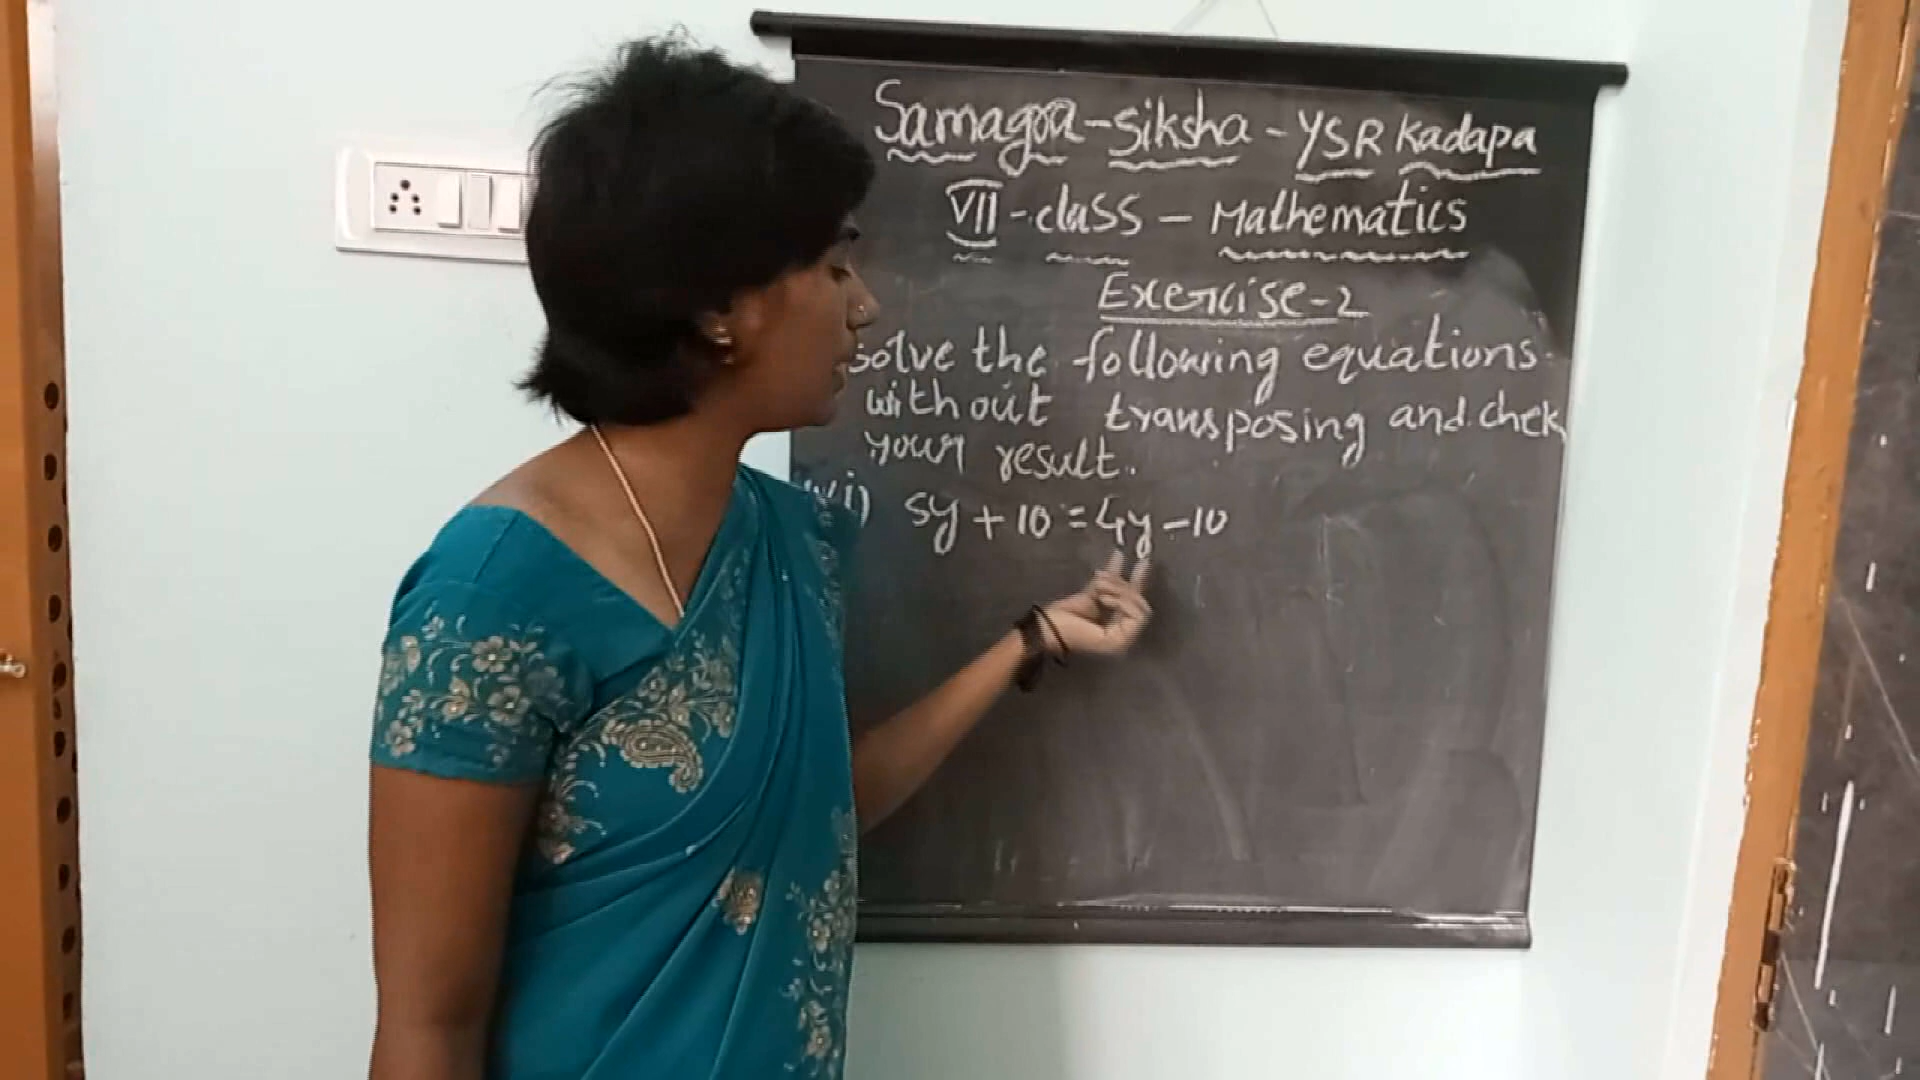 Samagra-Siksha-YSR Kadapa
VII-class-Mathematics
Exercise-2
Solve the following equations
without transposing and chek
your result.
vi) 5y+10=4y-10